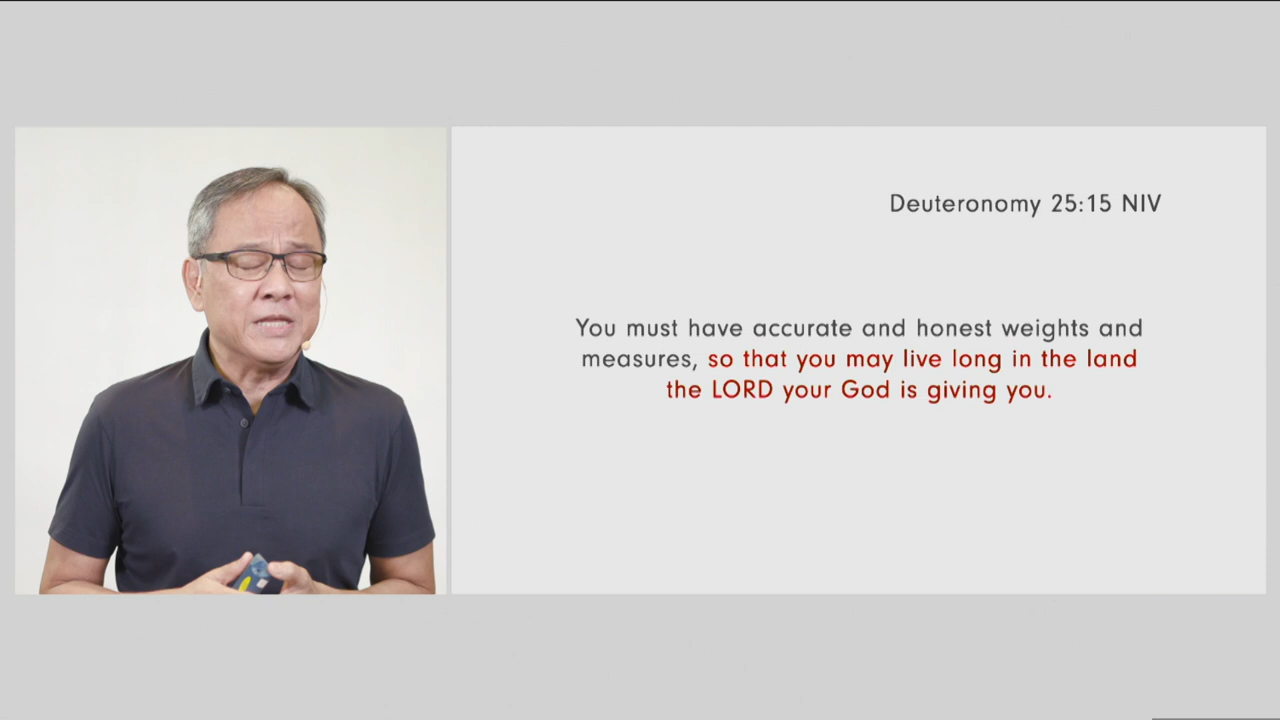 Deuteronomy 25:15 NIV
You must have accurate and honest weights and
measures, so that you may live long in the land
the LORD your God is giving you.